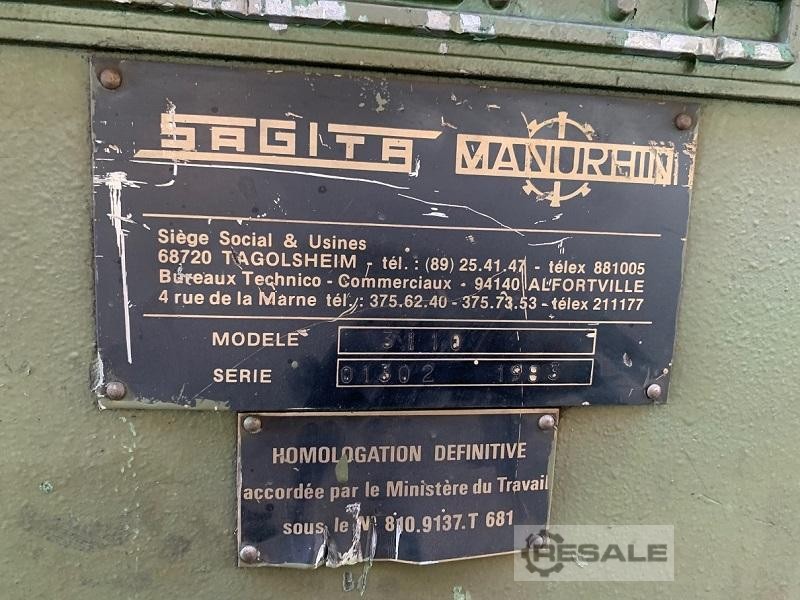 SAGITA MANURHIN
Siège Social & Usines
68720 TAGOLSHEIM - tél. : (89) 25.41.47 - télex 881005
Bureaux Technico - Commerciaux - 94140 ALFORTVILLE
4 rue de la Marne tél. : 375.62.40 - 375.73.53 - télex 211177
MODELE 3110
SERIE 01302 1983
HOMOLOGATION DEFINITIVE
accordée par le Ministère du Travail
sous le N° 810.9137.T 681
RESALE